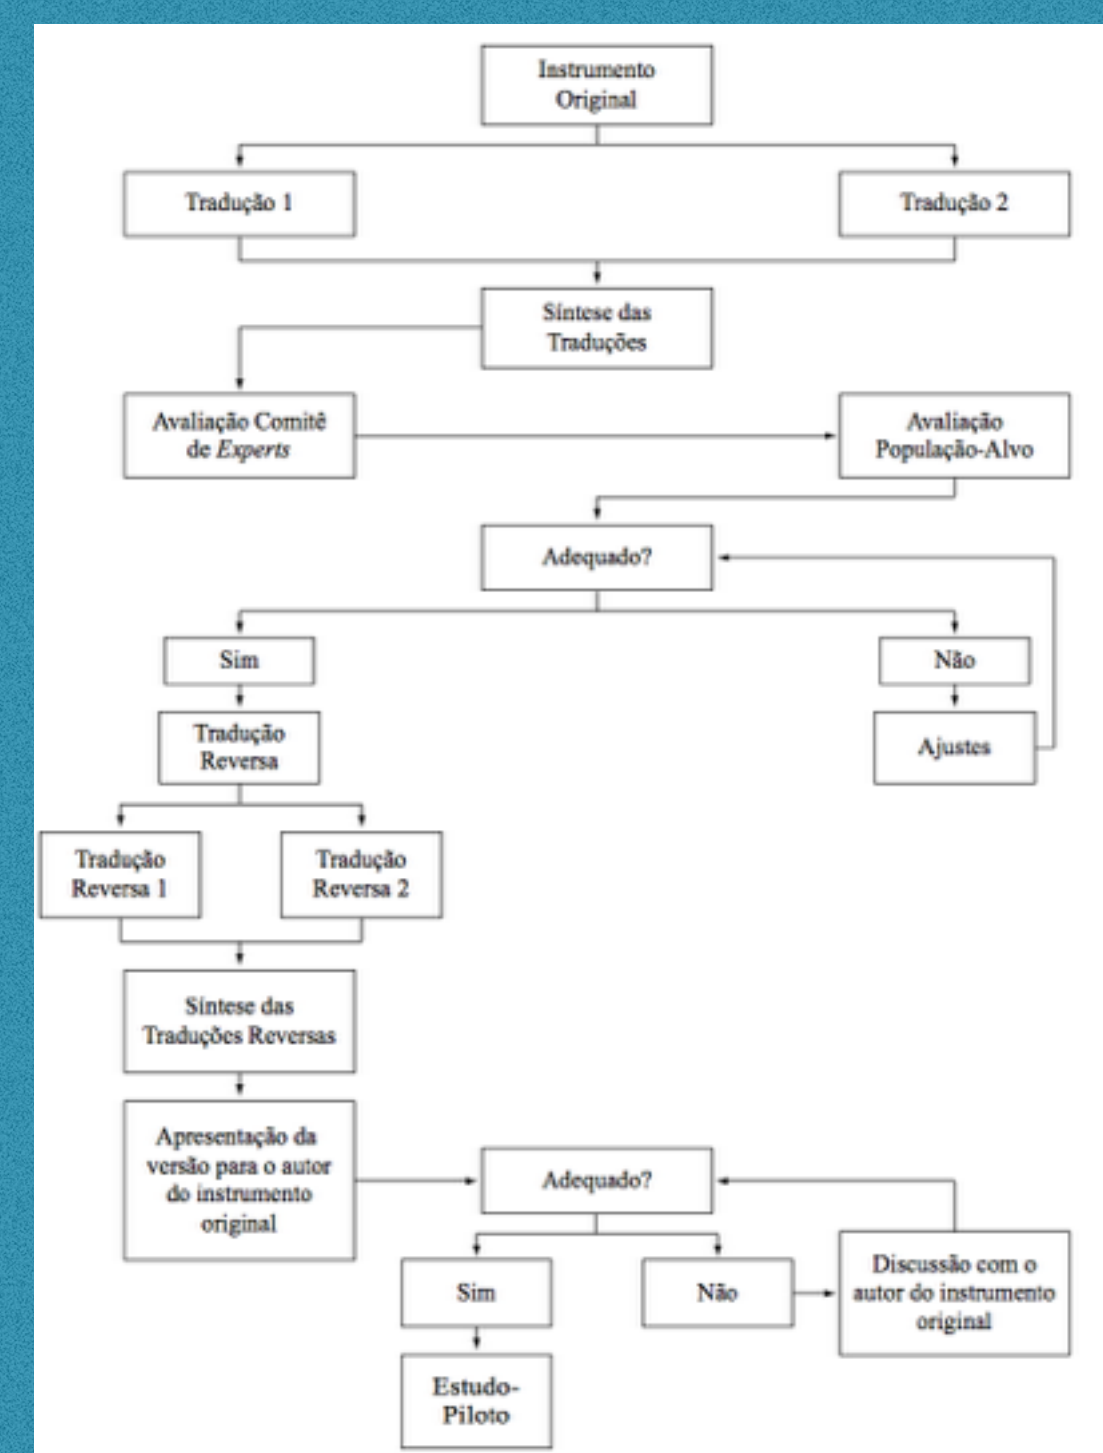 Instrumento
Original
Tradução 1
Tradução 2
Síntese das
Traduções
Avaliação Comitê
de Experts
Avaliação
População-Alvo
Adequado?
Sim
Não
Tradução
Reversa
Ajustes
Tradução
Reversa 1
Tradução
Reversa 2
Síntese das
Traduções Reversas
Apresentação da
versão para o autor
do instrumento
original
Adequado?
Sim
Não
Discussão com o
autor do instrumento
original
Estudo-
Piloto